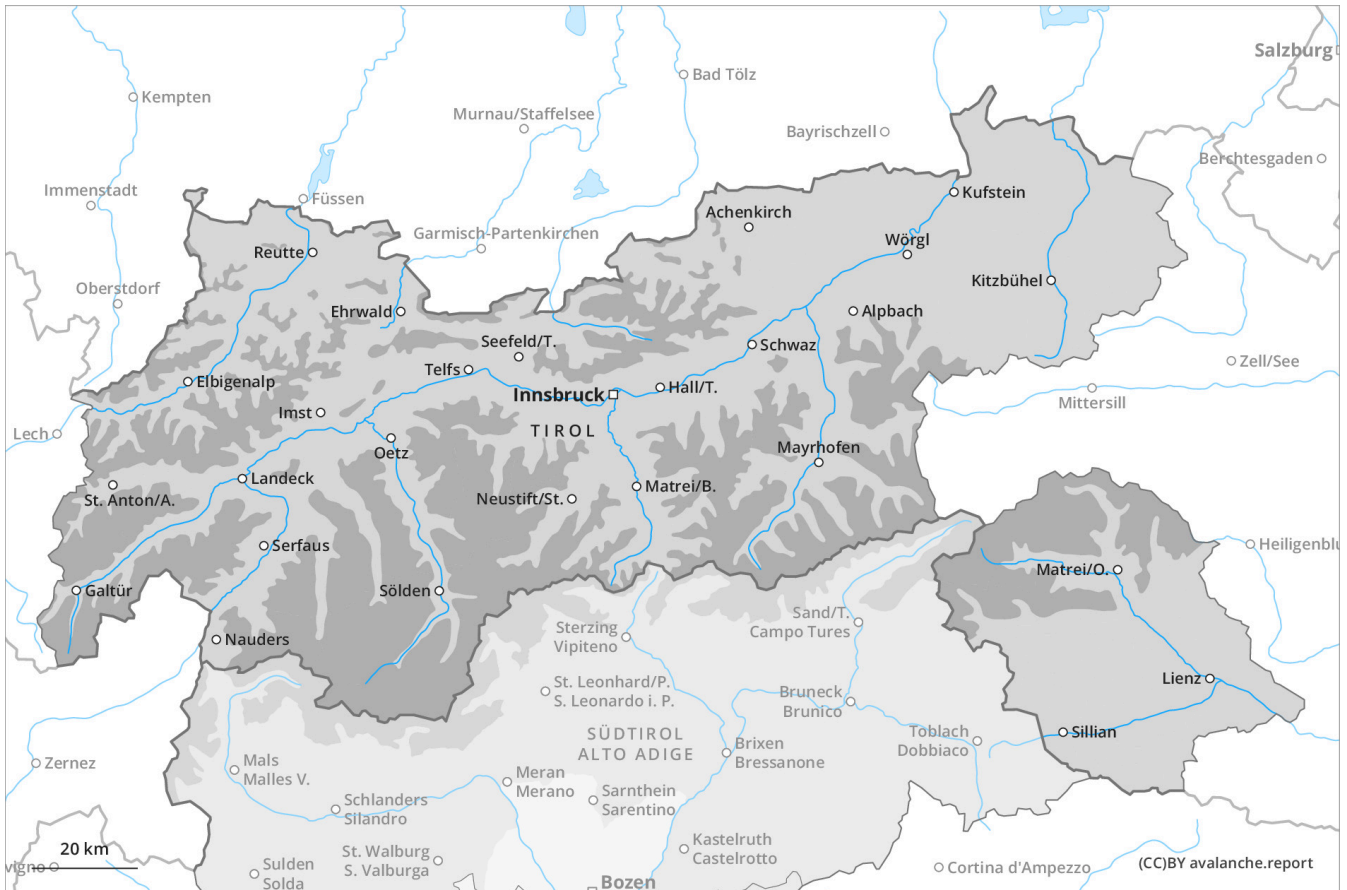 Salzburg
Bad Tölz
Kempten
Murnau/Staffelsee
Bayrischzell
Berchtesgaden
Immenstadt
Füssen
Kufstein
Achenkirch
Garmisch-Partenkirchen
Wörgl
Reutte
Kitzbühel
Oberstdorf
Ehrwald
Alpbach
Seefeld/T.
Schwaz
Zell/See
Telfs
Elbigenalp
Innsbruck
Hall/T.
Mittersill
Imst
TIROL
Lech
Oetz
Mayrhofen
Landeck
St. Anton/A.
Neustift/St.
Matrei/B.
Serfaus
Heiligenblu
Matrei/O.
Galtür
Sölden
Nauders
Sterzing
Vipiteno
Sand/T.
Campo Tures
Lienz
St. Leonhard/P.
S. Leonardo i. P.
Bruneck
Brunico
SÜDTIROL
ALTO ADIGE
Toblach
Dobbiaco
Sillian
Brixen
Bressanone
Zernez
Mals
Malles V.
Meran
Merano
Sarnthein
Sarentino
Schlanders
Silandro
Kastelruth
Castelrotto
20 km
St. Walburg
S. Valburga
vigno
Sulden
Solda
Cortina d'Ampezzo
(CC)BY avalanche.report
Bozen